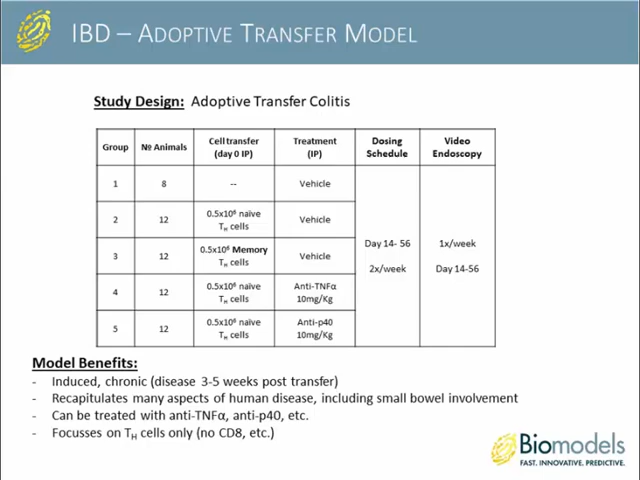 IBD – ADOPTIVE TRANSFER MODEL
Study Design: Adoptive Transfer Colitis
Group Nº Animals Cell transfer (day 0 IP) Treatment (IP) Dosing Schedule Video Endoscopy
1 8 -- Vehicle
2 12 0.5x10⁶ naïve TH cells Vehicle
3 12 0.5x10⁶ Memory TH cells Vehicle
4 12 0.5x10⁶ naïve TH cells Anti-TNFα 10mg/Kg
5 12 0.5x10⁶ naïve TH cells Anti-p40 10mg/Kg
Day 14- 56 2x/week
1x/week Day 14-56
Model Benefits:
- Induced, chronic (disease 3-5 weeks post transfer)
- Recapitulates many aspects of human disease, including small bowel involvement
- Can be treated with anti-TNFα, anti-p40, etc.
- Focusses on TH cells only (no CD8, etc.)
Biomodels
FAST. INNOVATIVE. PREDICTIVE.